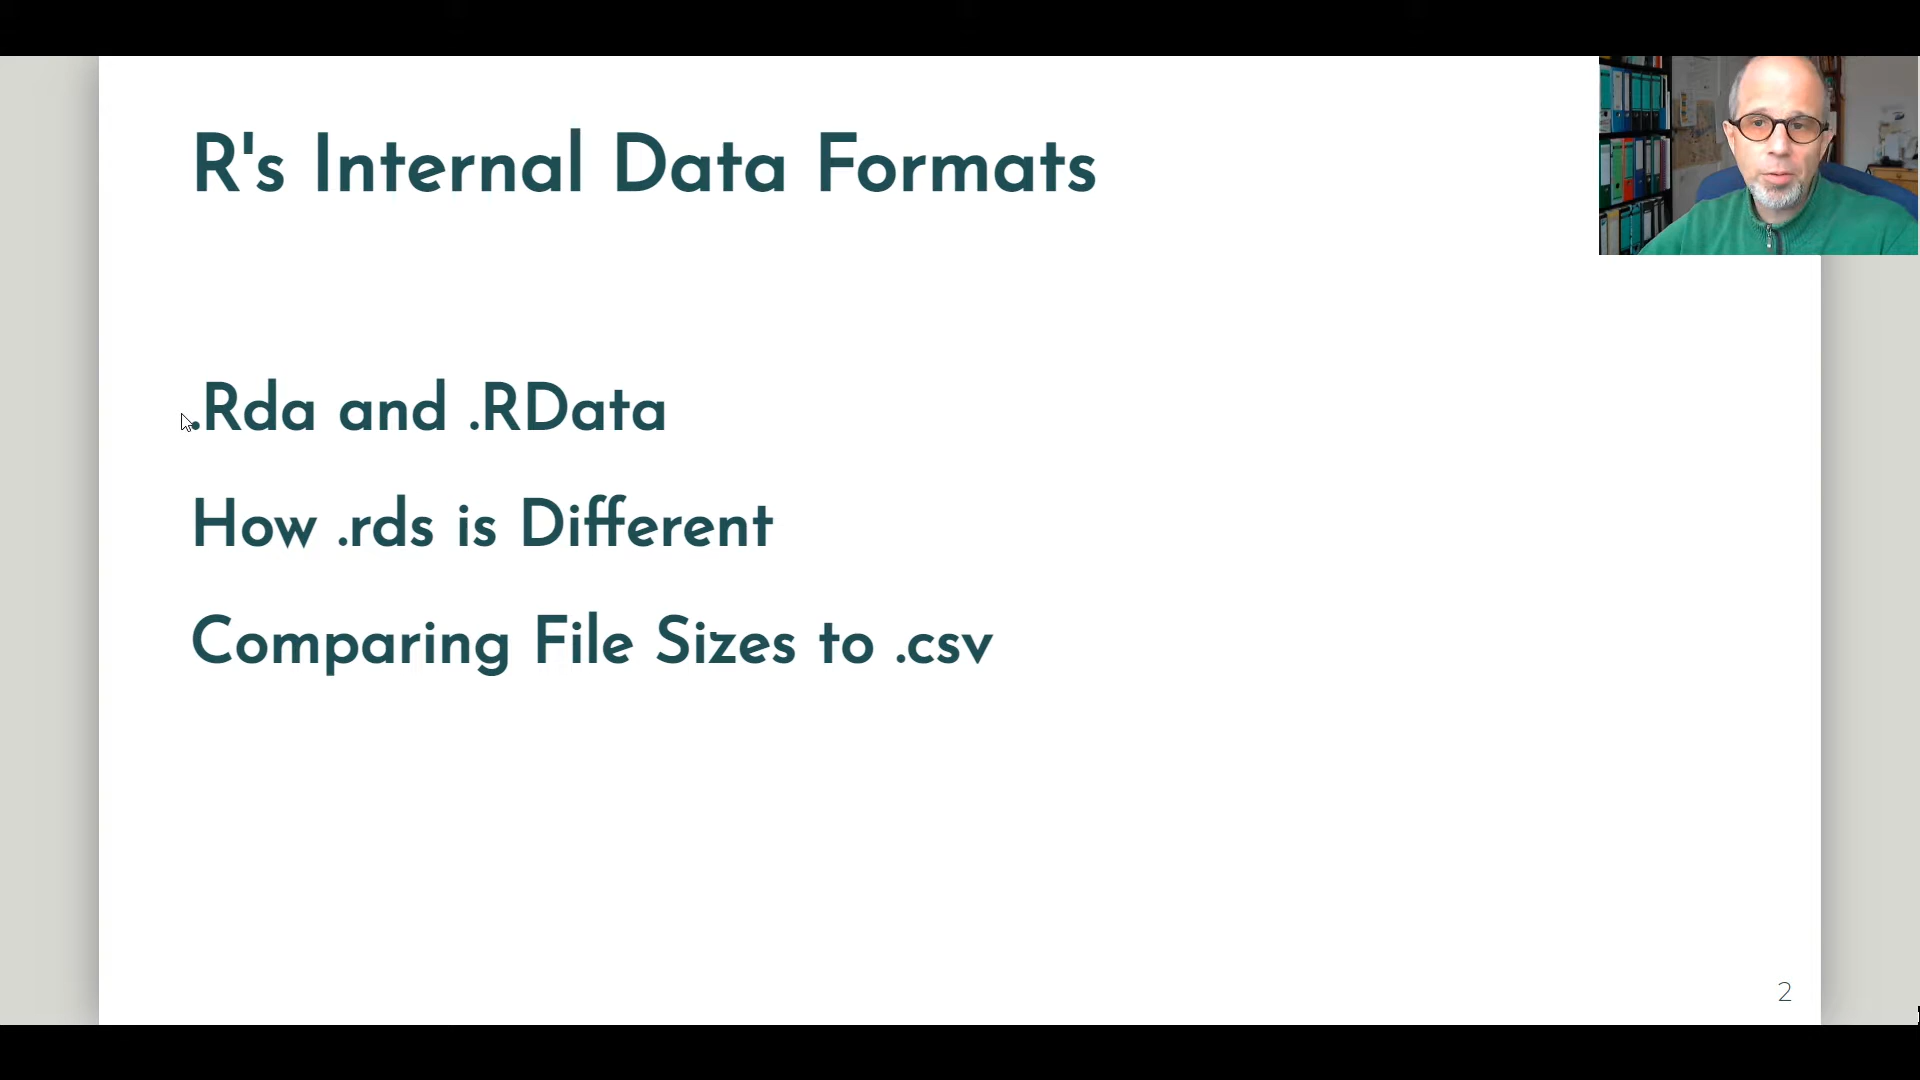 R's Internal Data Formats
.Rda and .RData
How .rds is Different
Comparing File Sizes to .csv
2